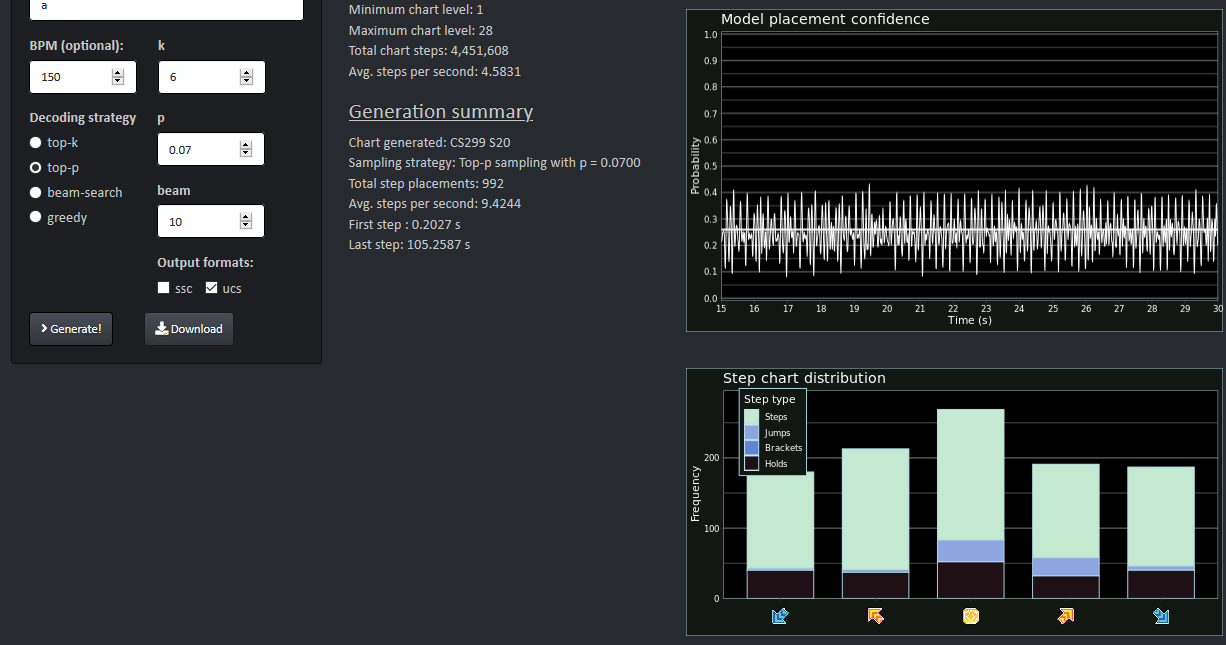 a
BPM (optional): k
150 6
Decoding strategy p
top-k
0.07
top-p
beam
beam-search
10
greedy
Output formats:
ssc ucs
Generate! Download
Minimum chart level: 1
Maximum chart level: 28
Total chart steps: 4,451,608
Avg. steps per second: 4.5831
Generation summary
Chart generated: CS299 S20
Sampling strategy: Top-p sampling with p = 0.0700
Total step placements: 992
Avg. steps per second: 9.4244
First step : 0.2027 s
Last step: 105.2587 s
Model placement confidence
Probability
1.0
0.9
0.8
0.7
0.6
0.5
0.4
0.3
0.2
0.1
0.0
15 16 17 18 19 20 21 22 23 24 25 26 27 28 29 30
Time (s)
Step chart distribution
Step type
Steps
Jumps
Brackets
Holds
Frequency
200
100
0